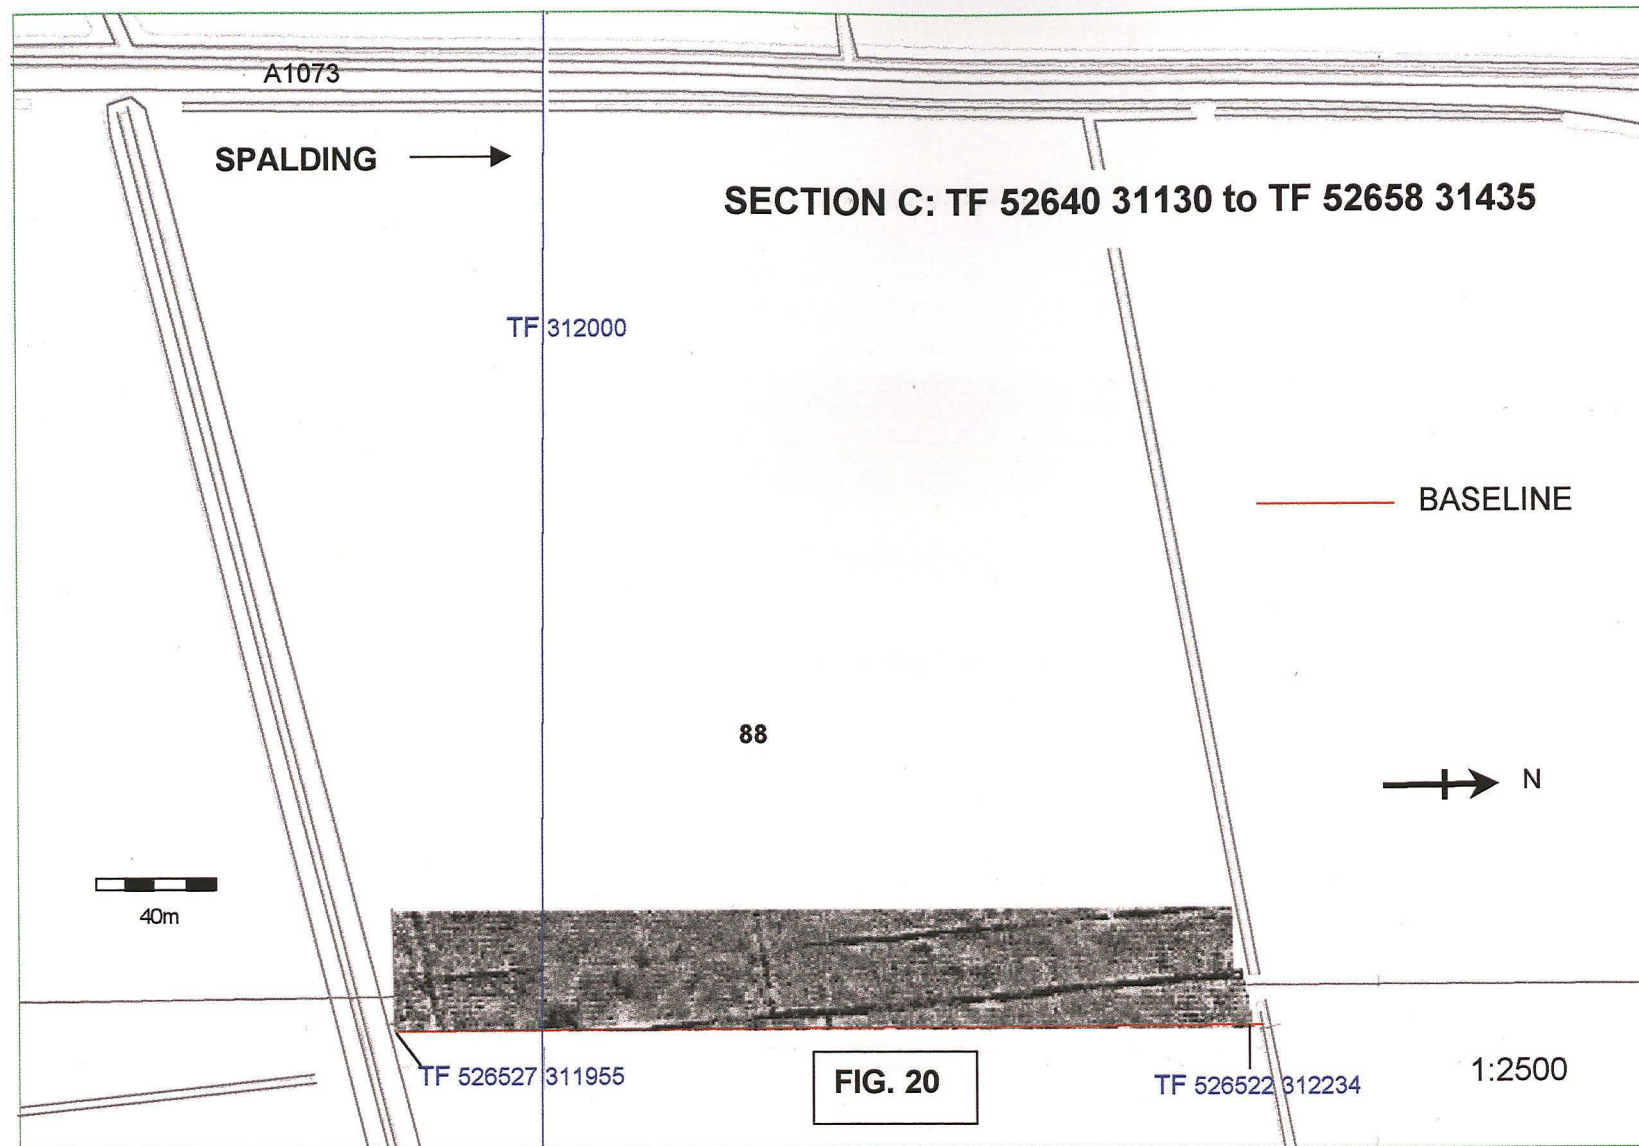 A1073
SPALDING
SECTION C: TF 52640 31130 to TF 52658 31435
TF 312000
BASELINE
88
N
40m
TF 526527 311955
FIG. 20
TF 526522 312234
1:2500